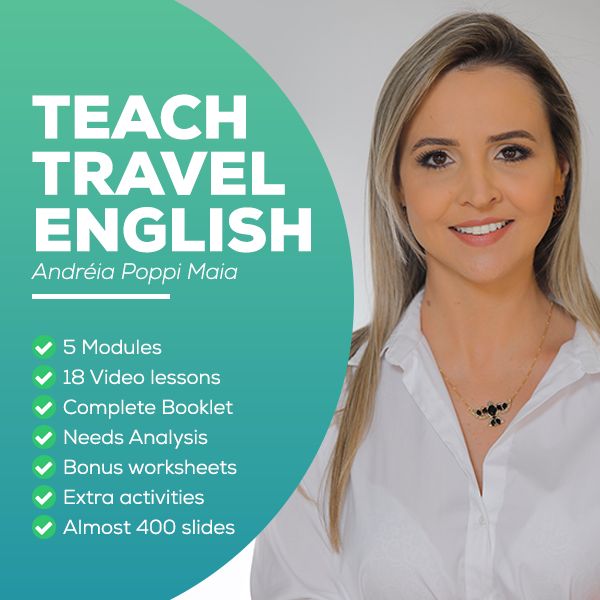 TEACH
TRAVEL
ENGLISH
Andréia Poppi Maia
5 Modules
18 Video lessons
Complete Booklet
Needs Analysis
Bonus worksheets
Extra activities
Almost 400 slides